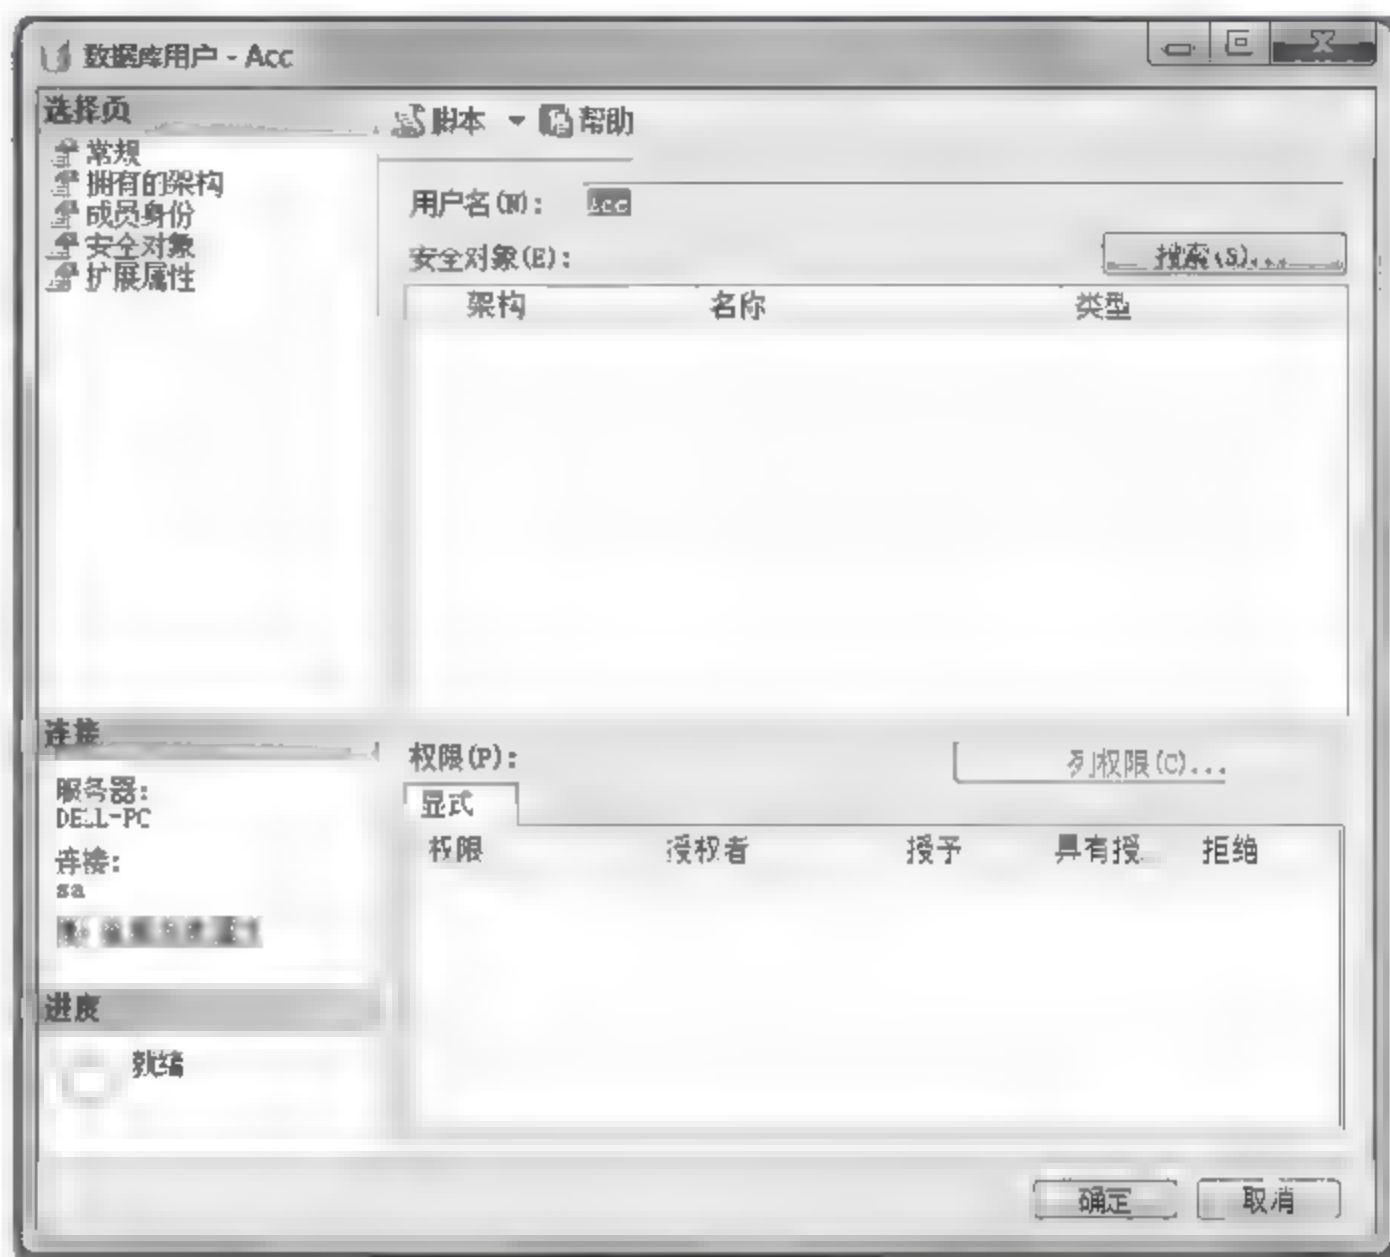 数据库用户 - Acc
选择页
常规
拥有的架构
成员身份
安全对象
扩展属性
脚本 帮助
用户名(N): Acc
安全对象(E): 搜索(S)...
架构 名称 类型
连接
服务器:
DELL-PC
连接:
sa
权限(P): 列权限(C)...
显式
权限 授权者 授予 具有授... 拒绝
进度
就绪
确定 取消